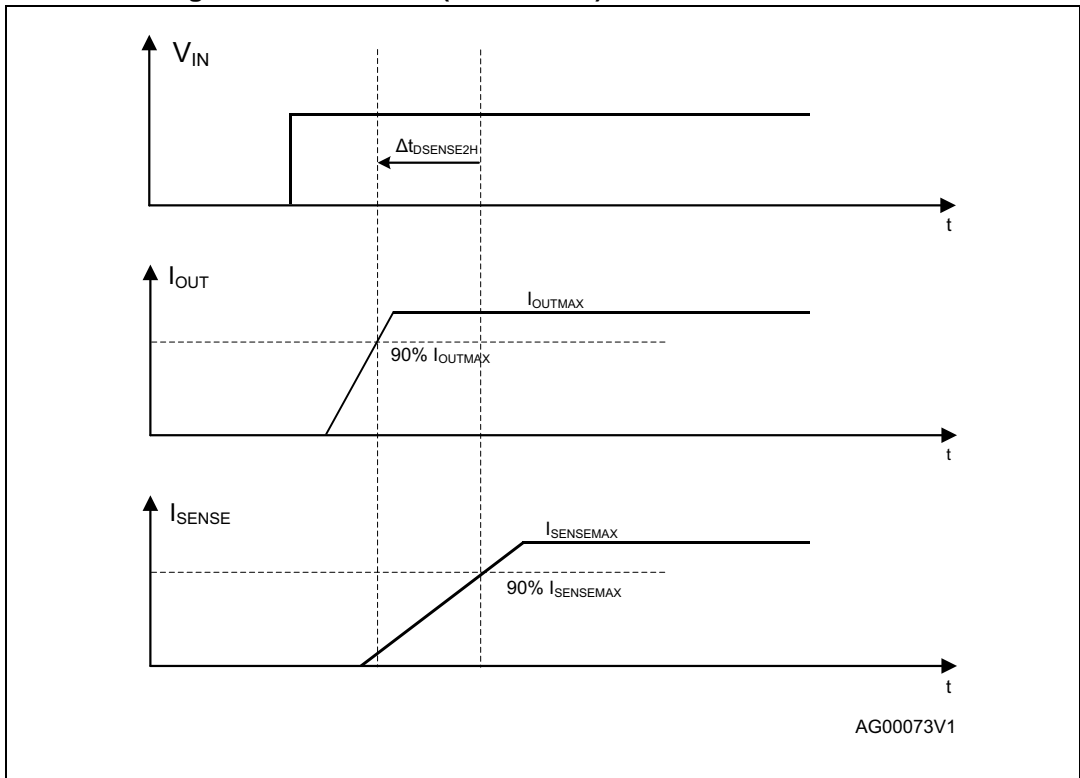 V_IN
Δt_DSENSE2H
t
I_OUT
I_OUTMAX
90% I_OUTMAX
t
I_SENSE
I_SENSEMAX
90% I_SENSEMAX
t
AG00073V1